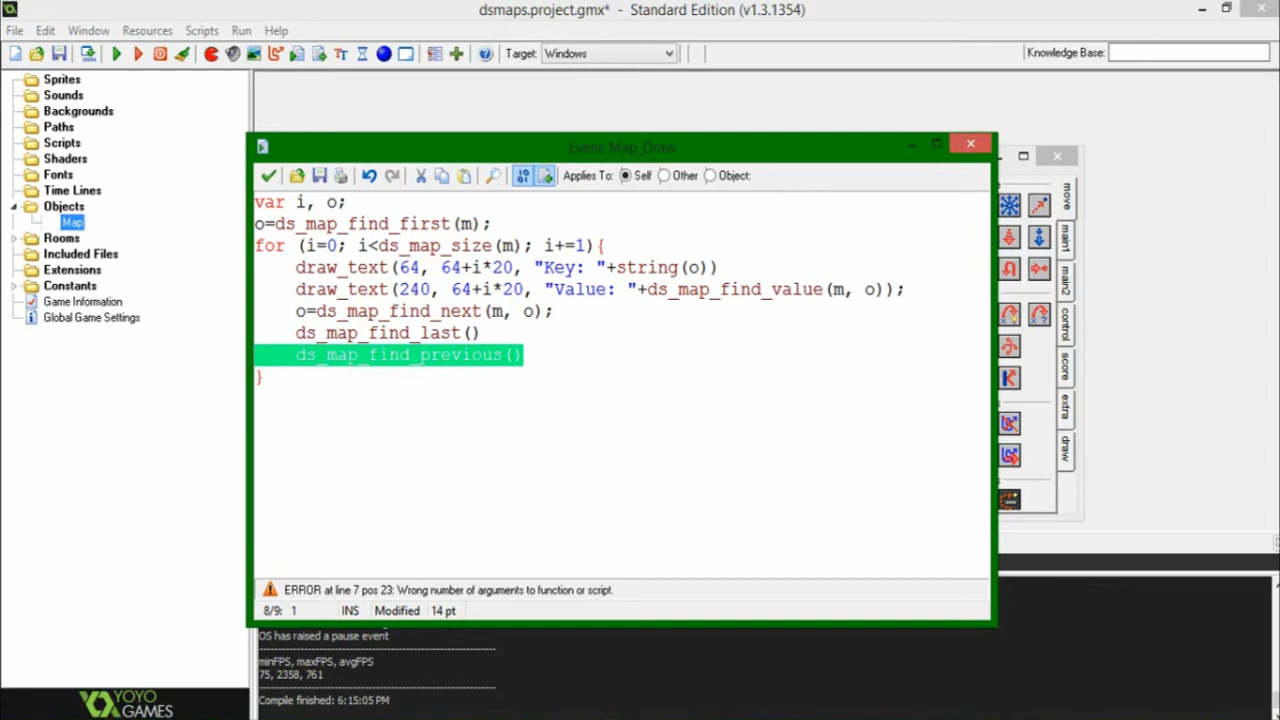 dsmaps.project.gmx* - Standard Edition (v1.3.1354)
File Edit Window Resources Scripts Run Help
Target: Windows
Knowledge Base:
Sprites
Sounds
Backgrounds
Paths
Scripts
Shaders
Fonts
Time Lines
Objects
Map
Rooms
Included Files
Extensions
Constants
Game Information
Global Game Settings
Event: Map_Draw
Applies To: Self Other Object:
var i, o;
o=ds_map_find_first(m);
for (i=0; i<ds_map_size(m); i+=1){
draw_text(64, 64+i*20, "Key: "+string(o))
draw_text(240, 64+i*20, "Value: "+ds_map_find_value(m, o));
o=ds_map_find_next(m, o);
ds_map_find_last()
ds_map_find_previous()
}
ERROR at line 7 pos 23: Wrong number of arguments to function or script.
8/9: 1 INS Modified 14 pt
move
main1
main2
control
score
extra
draw
OS has raised a pause event
minFPS, maxFPS, avgFPS
75, 2358, 761
Compile finished: 6:15:05 PM
YOYO
GAMES